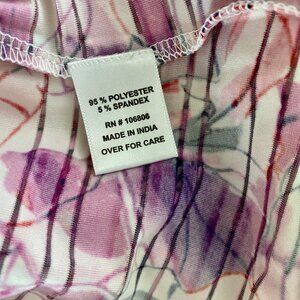 95 % POLYESTER
5 % SPANDEX
RN # 106806
MADE IN INDIA
OVER FOR CARE